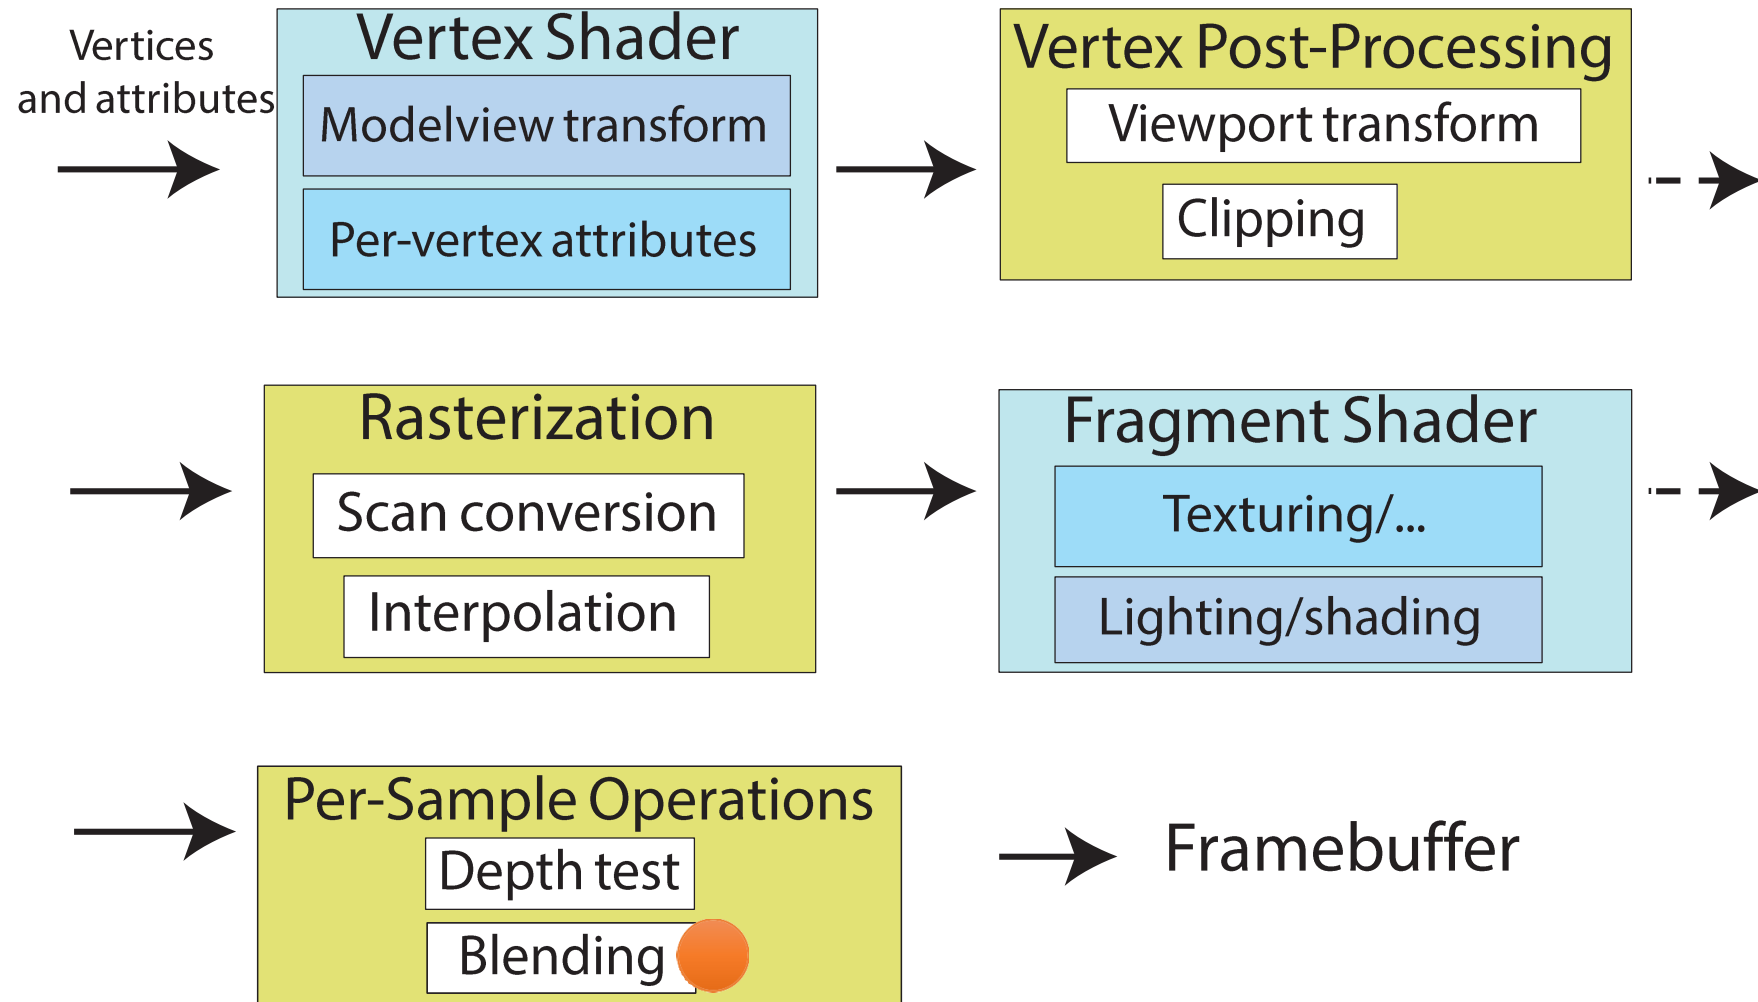 Vertices
and attributes
Vertex Shader
Modelview transform
Per-vertex attributes
Vertex Post-Processing
Viewport transform
Clipping
Rasterization
Scan conversion
Interpolation
Fragment Shader
Texturing/...
Lighting/shading
Per-Sample Operations
Depth test
Blending
Framebuffer